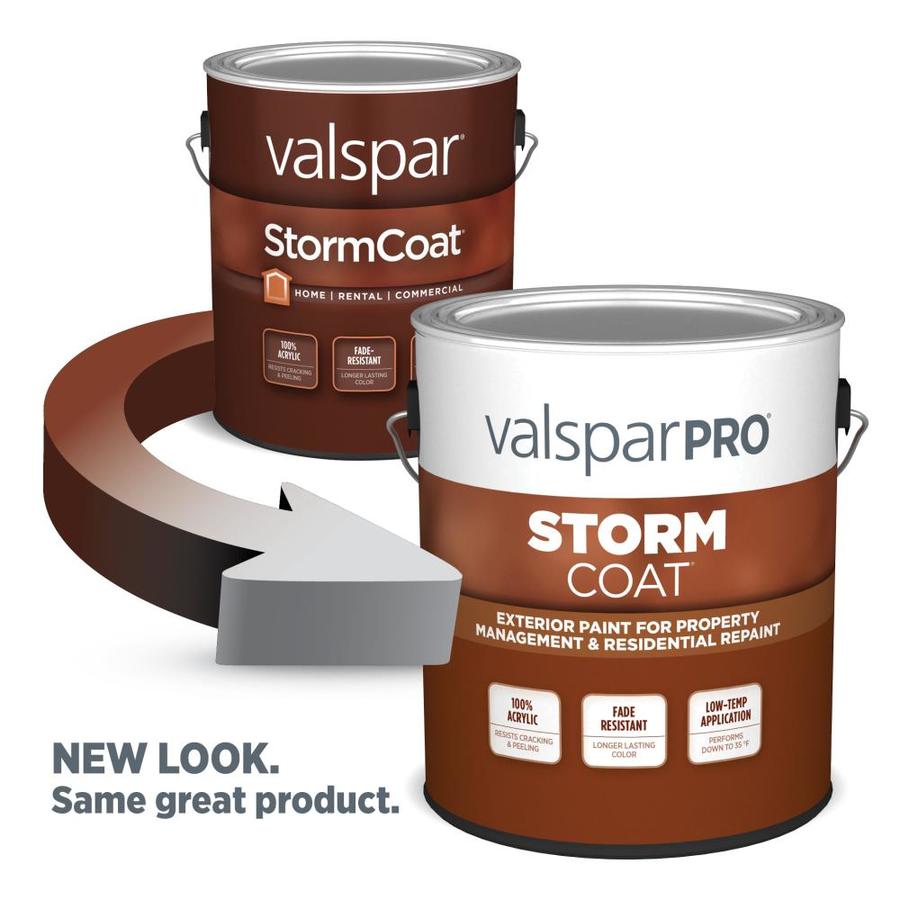 valspar®
StormCoat®
HOME | RENTAL | COMMERCIAL
100%
ACRYLIC
RESISTS CRACKING
& PEELING
FADE-
RESISTANT
LONGER LASTING
COLOR
valsparPRO®
STORM
COAT®
EXTERIOR PAINT FOR PROPERTY
MANAGEMENT & RESIDENTIAL REPAINT
100%
ACRYLIC
RESISTS CRACKING
& PEELING
FADE
RESISTANT
LONGER LASTING
COLOR
LOW-TEMP
APPLICATION
PERFORMS
DOWN TO 35 °F
NEW LOOK.
Same great product.